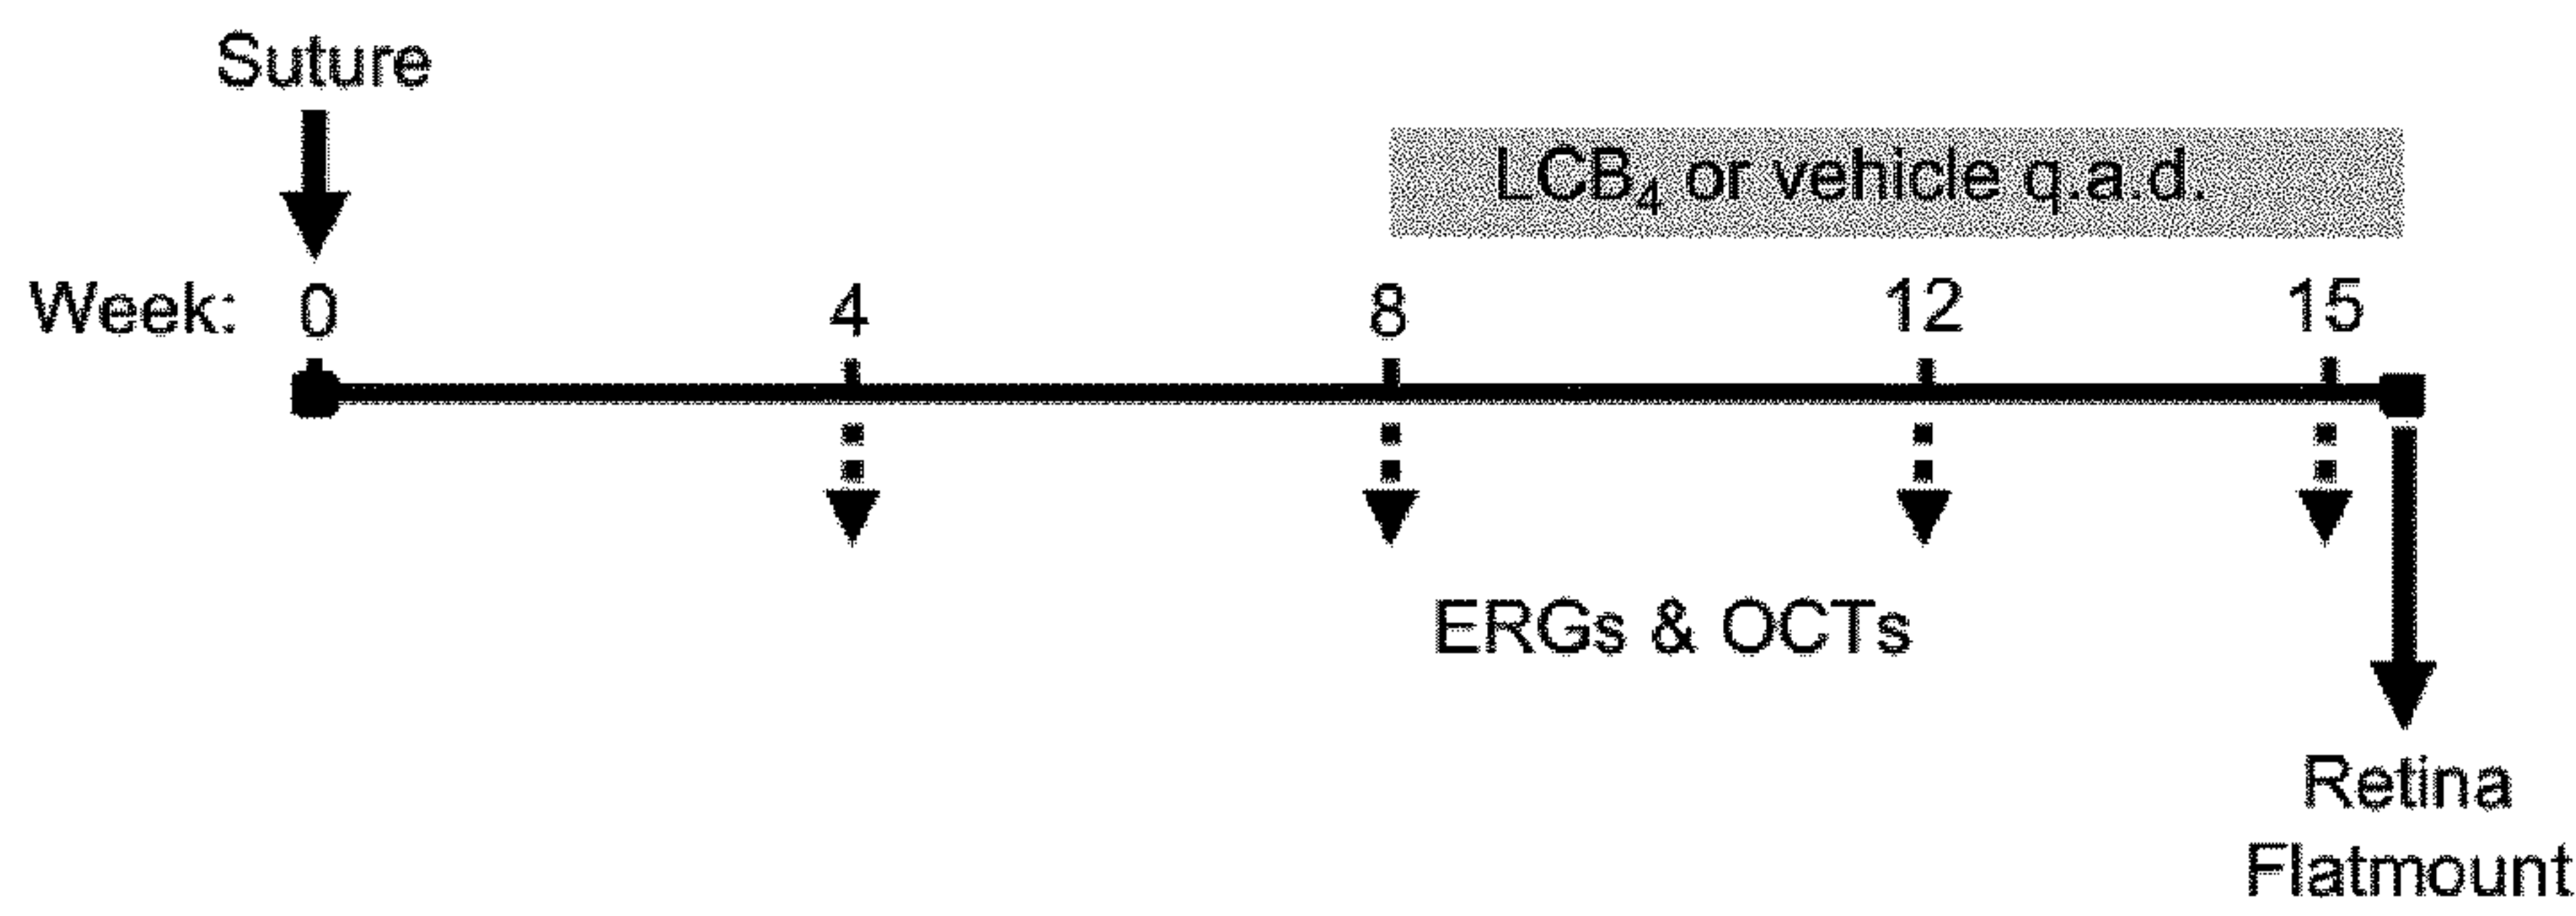 Suture
LCB₄ or vehicle q.a.d.
Week: 0 4 8 12 15
ERGs & OCTs
Retina
Flatmount